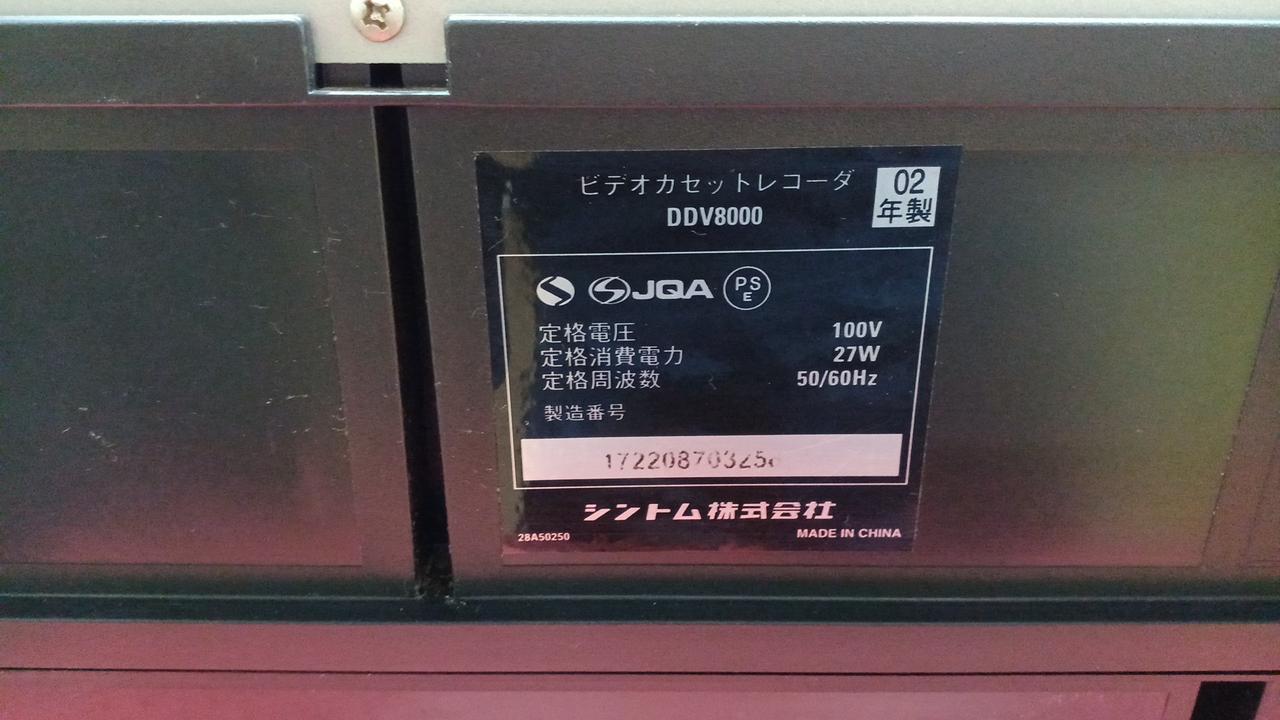 ビデオカセットレコーダ
DDV8000
02
年製
JQA
PS
E
定格電圧 100V
定格消費電力 27W
定格周波数 50/60Hz
製造番号
シントム株式会社
28A50250
MADE IN CHINA